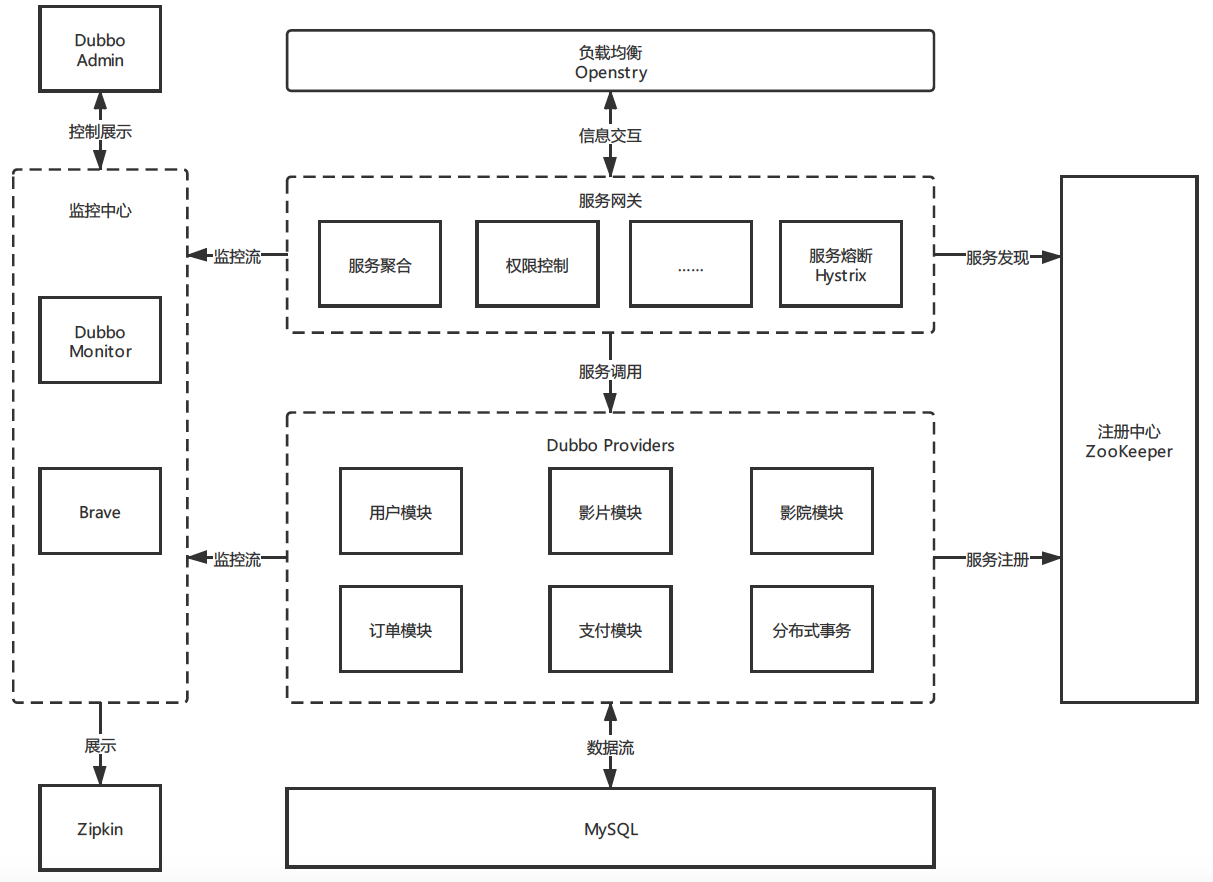 Dubbo
Admin
控制展示
监控中心
Dubbo
Monitor
Brave
展示
Zipkin
负载均衡
Openstry
信息交互
服务网关
服务聚合
权限控制
......
服务熔断
Hystrix
监控流
服务发现
服务调用
Dubbo Providers
用户模块
影片模块
影院模块
订单模块
支付模块
分布式事务
监控流
服务注册
数据流
MySQL
注册中心
ZooKeeper